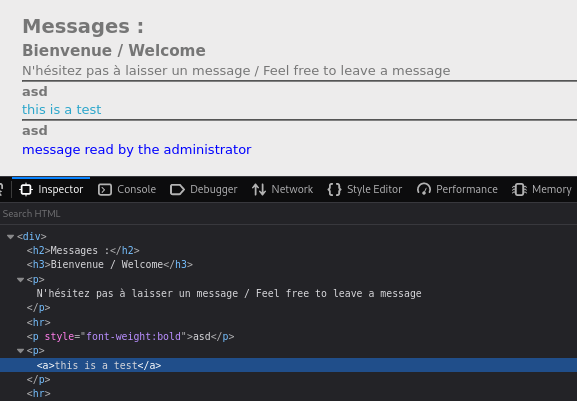 Messages :
Bienvenue / Welcome
N'hésitez pas à laisser un message / Feel free to leave a message
asd
this is a test
asd
message read by the administrator
Inspector Console Debugger Network Style Editor Performance Memory
Search HTML
<div>
<h2>Messages :</h2>
<h3>Bienvenue / Welcome</h3>
<p>
N'hésitez pas à laisser un message / Feel free to leave a message
</p>
<hr>
<p style="font-weight:bold">asd</p>
<p>
<a>this is a test</a>
</p>
<hr>